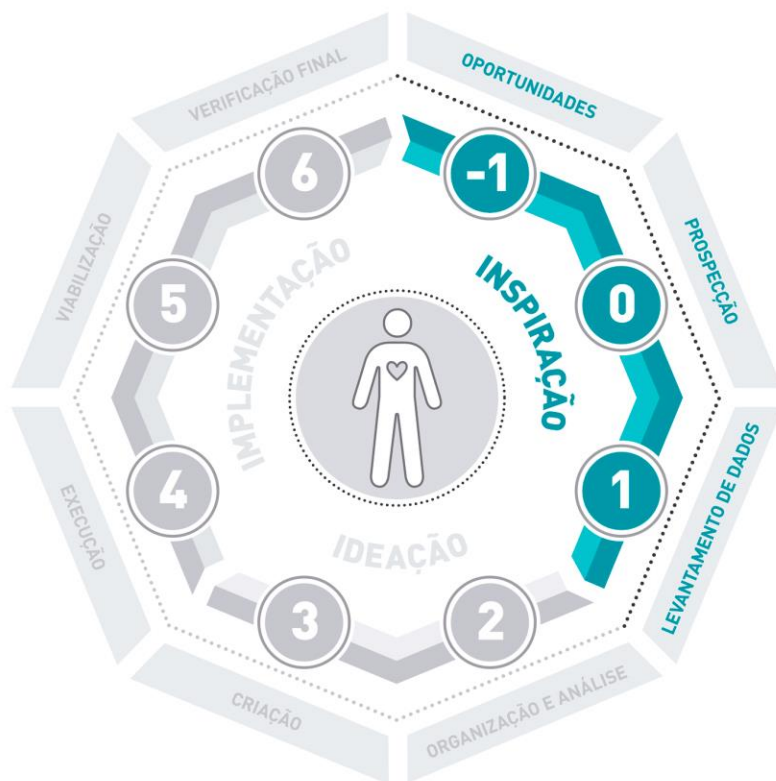 OPORTUNIDADES
PROSPECÇÃO
LEVANTAMENTO DE DADOS
ORGANIZAÇÃO E ANÁLISE
CRIAÇÃO
EXECUÇÃO
VIABILIZAÇÃO
VERIFICAÇÃO FINAL
-1
0
1
2
3
4
5
6
INSPIRAÇÃO
IDEAÇÃO
IMPLEMENTAÇÃO